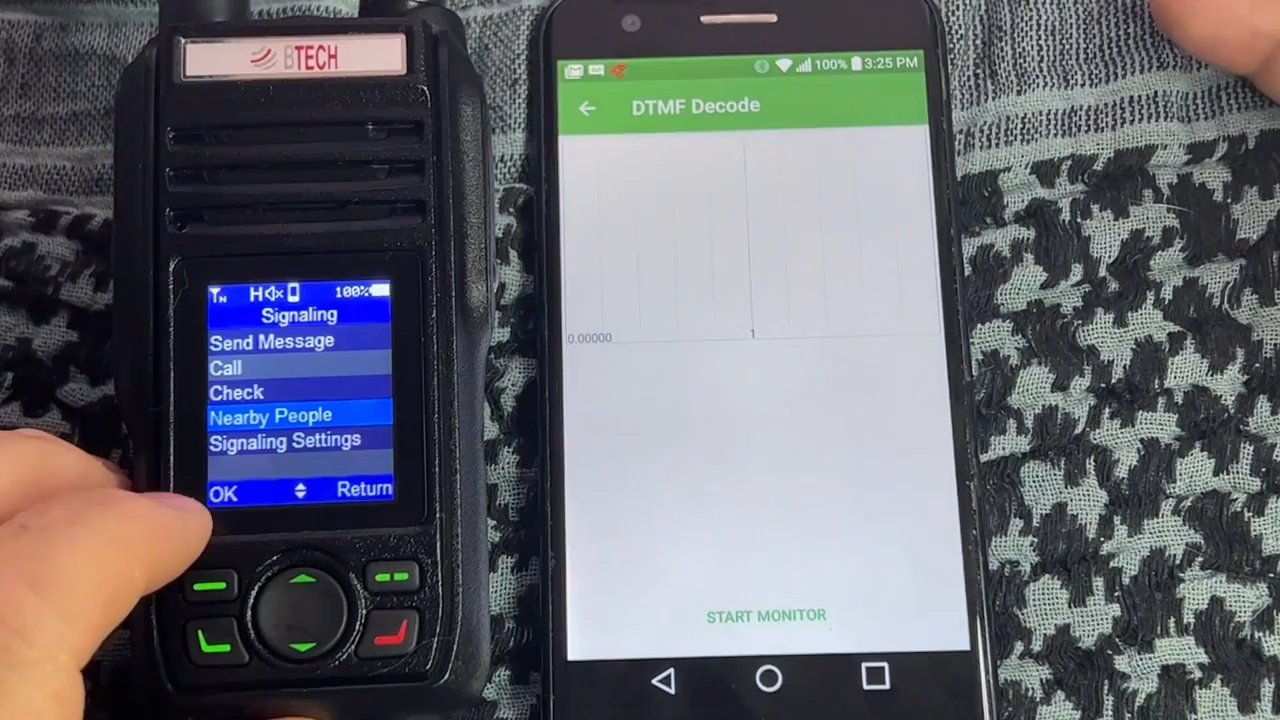 BTECH
H 100%
Signaling
Send Message
Call
Check
Nearby People
Signaling Settings
OK Return
100% 3:25 PM
DTMF Decode
0.00000 1
START MONITOR